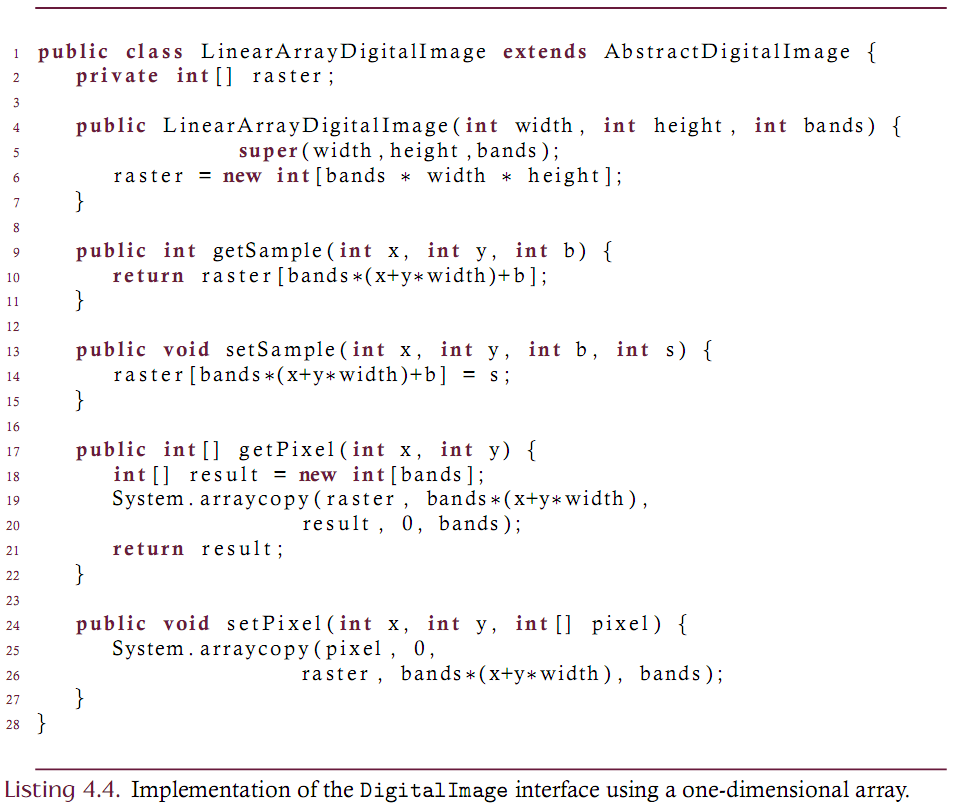 1 public class LinearArrayDigitalImage extends AbstractDigitalImage {
2 private int[] raster;
3
4 public LinearArrayDigitalImage(int width, int height, int bands) {
5 super(width,height,bands);
6 raster = new int[bands * width * height];
7 }
8
9 public int getSample(int x, int y, int b) {
10 return raster[bands*(x+y*width)+b];
11 }
12
13 public void setSample(int x, int y, int b, int s) {
14 raster[bands*(x+y*width)+b] = s;
15 }
16
17 public int[] getPixel(int x, int y) {
18 int[] result = new int[bands];
19 System.arraycopy(raster, bands*(x+y*width),
20 result, 0, bands);
21 return result;
22 }
23
24 public void setPixel(int x, int y, int[] pixel) {
25 System.arraycopy(pixel, 0,
26 raster, bands*(x+y*width), bands);
27 }
28 }
Listing 4.4. Implementation of the DigitalImage interface using a one-dimensional array.